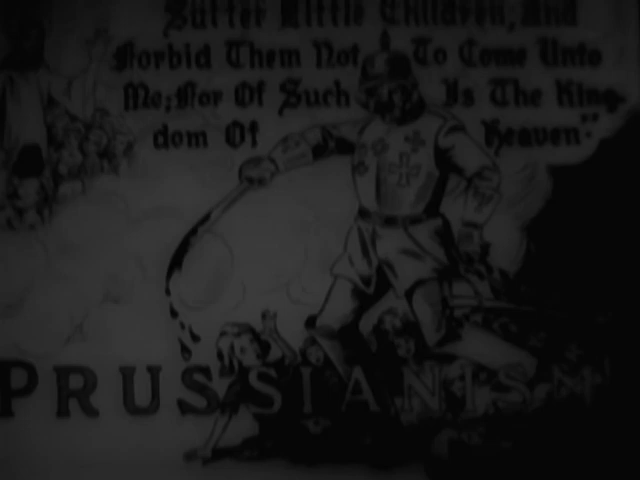 Suffer Little Children, And
Forbid Them Not To Come Unto
Me; For Of Such Is The King-
dom Of Heaven."
PRUSSIANISM